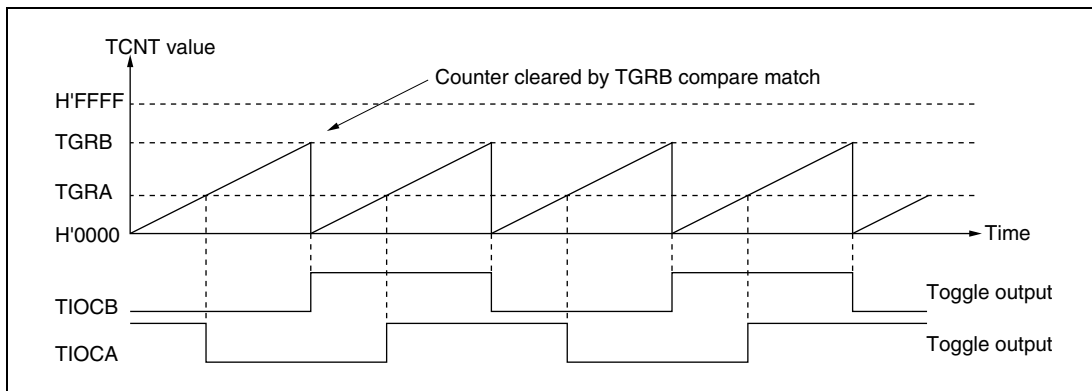 TCNT value
Counter cleared by TGRB compare match
H'FFFF
TGRB
TGRA
H'0000
Time
TIOCB
Toggle output
TIOCA
Toggle output